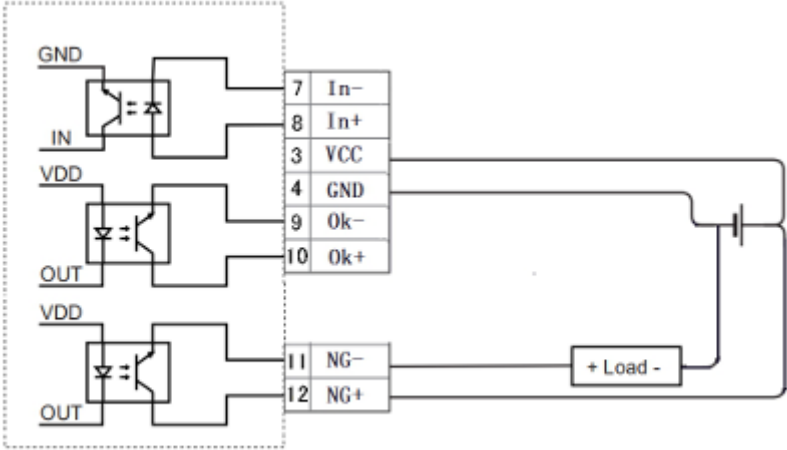 GND
IN
VDD
OUT
VDD
OUT
7 In-
8 In+
3 VCC
4 GND
9 Ok-
10 Ok+
11 NG-
12 NG+
+ Load -